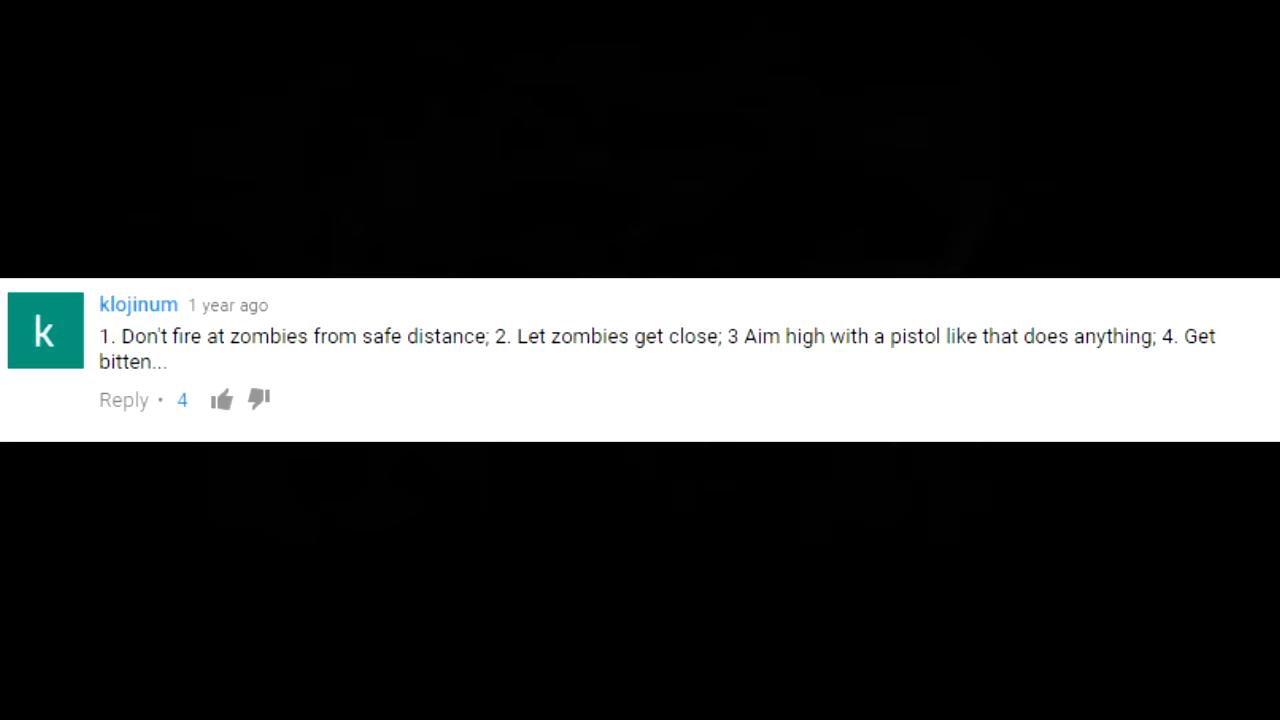 k
klojinum 1 year ago
1. Don't fire at zombies from safe distance; 2. Let zombies get close; 3 Aim high with a pistol like that does anything; 4. Get
bitten...
Reply • 4